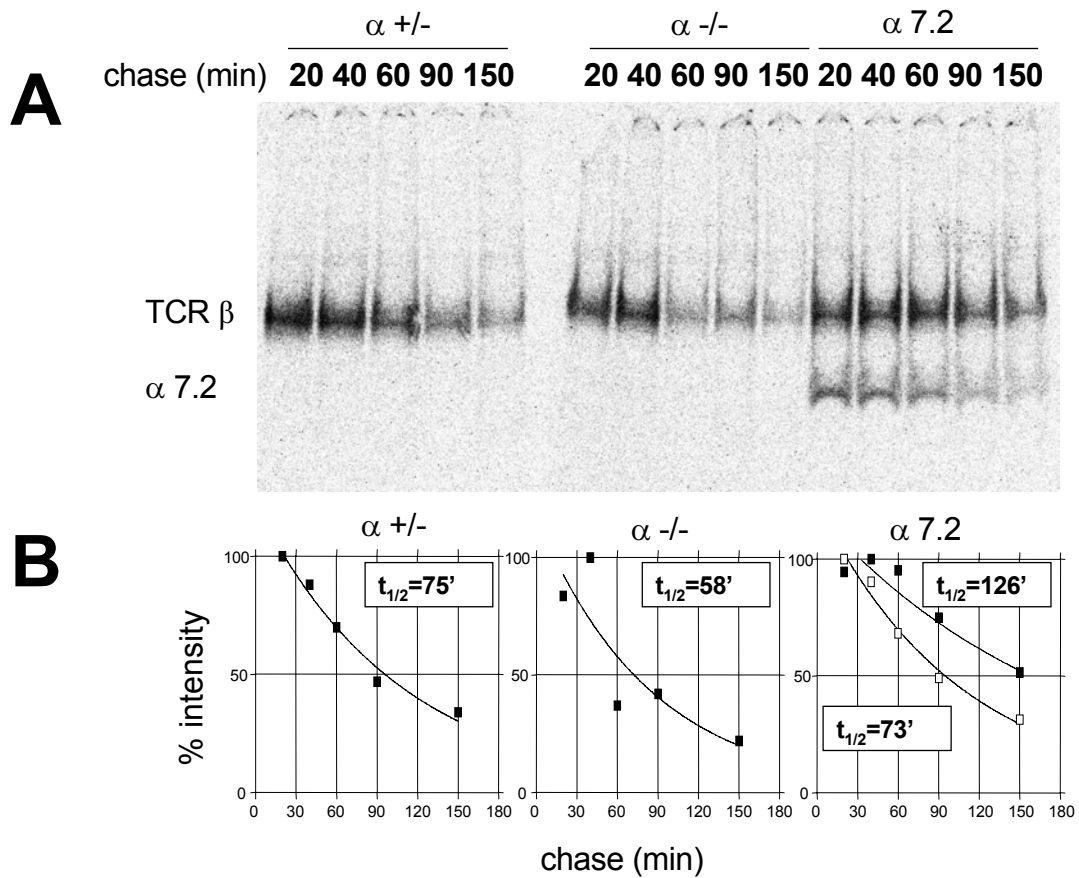 A
α +/- α -/- α 7.2
chase (min) 20 40 60 90 150 20 40 60 90 150 20 40 60 90 150
TCR β
α 7.2
B
α +/- α -/- α 7.2
% intensity
100 50 0
t1/2=75’
0 30 60 90 120 150 180
100 50 0
t1/2=58’
0 30 60 90 120 150 180
100 50 0
t1/2=126’
t1/2=73’
0 30 60 90 120 150 180
chase (min)